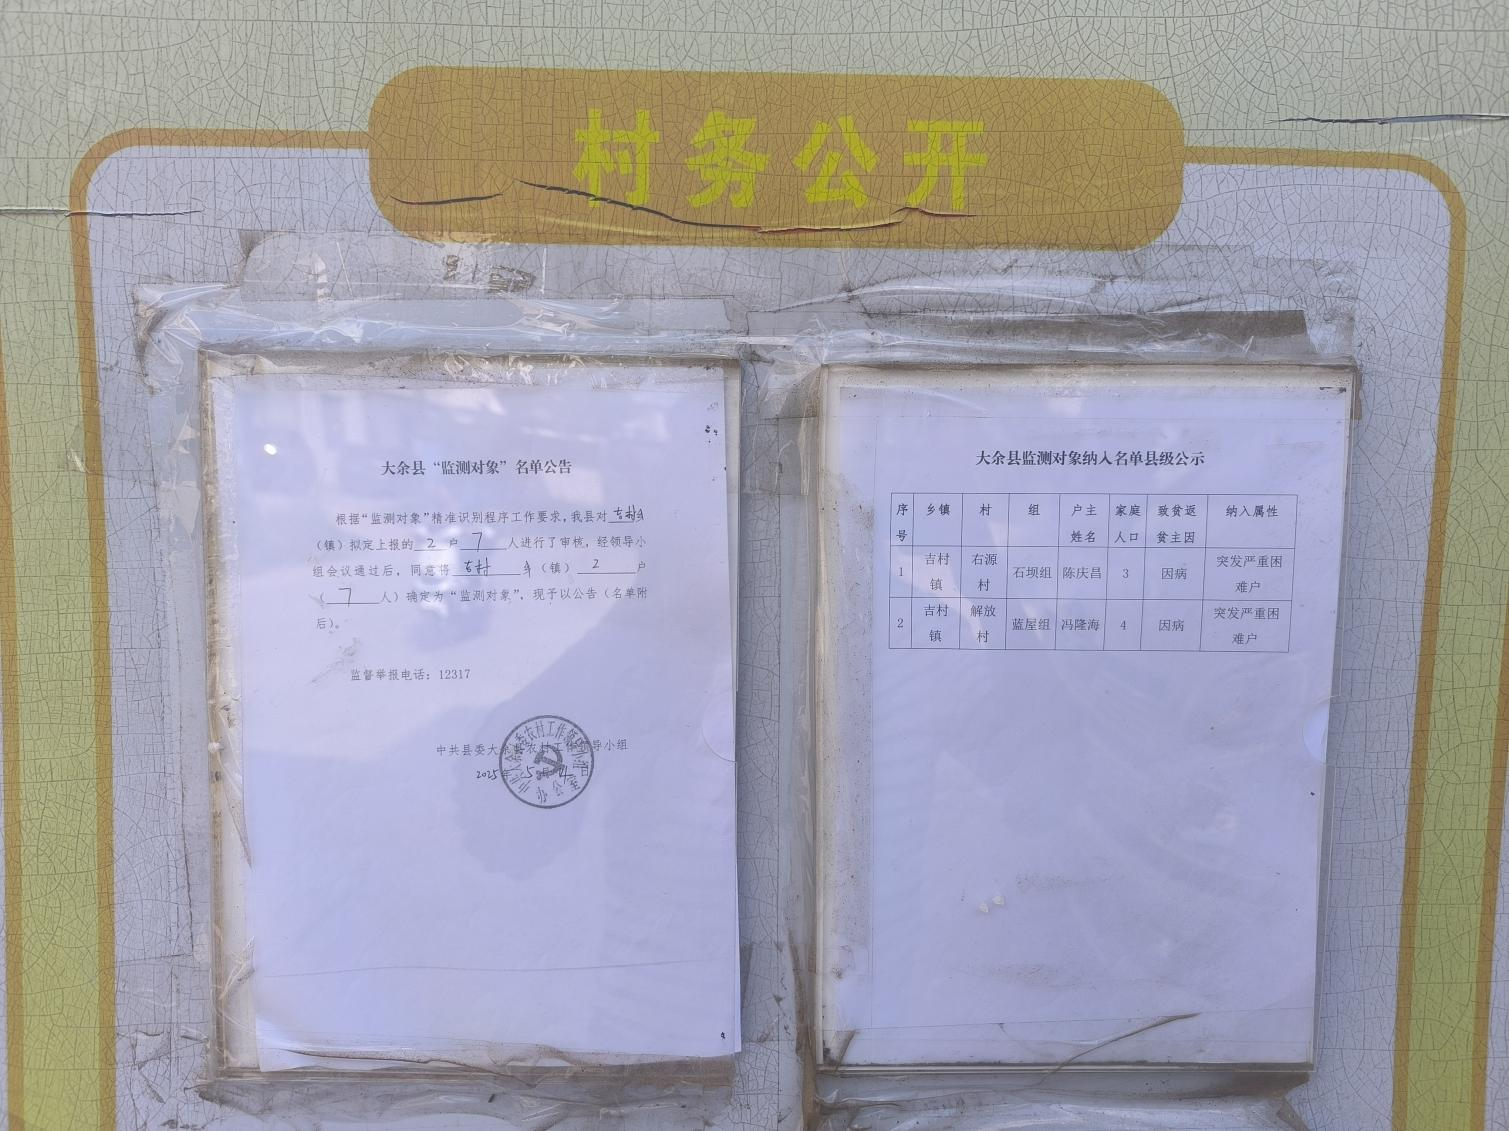 村务公开
大余县“监测对象”名单公告
根据“监测对象”精准识别程序工作要求，我县对吉村乡
（镇）拟定上报的2户7人进行了审核，经领导小
组会议通过后，同意将吉村乡（镇）2户
（7人）确定为“监测对象”，现予以公告（名单附
后）。
监督举报电话：12317
中共县委大余县农村工作领导小组
2025年5月 日
办公室
大余县监测对象纳入名单县级公示
序号 乡镇 村 组 户主姓名 家庭人口 致贫返贫主因 纳入属性
1 吉村镇 右源村 石坝组 陈庆昌 3 因病 突发严重困难户
2 吉村镇 解放村 蓝屋组 冯隆海 4 因病 突发严重困难户